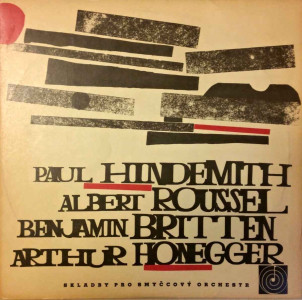 PAUL HINDEMITH
ALBERT ROUSSEL
BENJAMIN BRITTEN
ARTHUR HONEGGER
SKLADBY PRO SMYČCOVÝ ORCHESTR